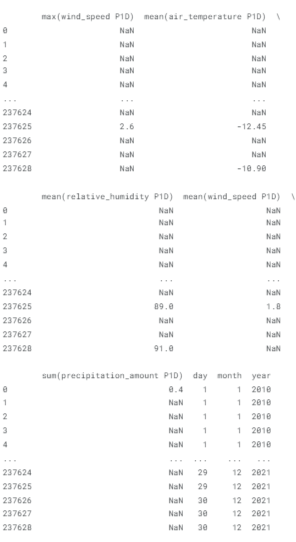 max(wind_speed P1D) mean(air_temperature P1D) \
0 NaN NaN
1 NaN NaN
2 NaN NaN
3 NaN NaN
4 NaN NaN
... ... ...
237624 NaN NaN
237625 2.6 -12.45
237626 NaN NaN
237627 NaN NaN
237628 NaN -10.90
mean(relative_humidity P1D) mean(wind_speed P1D) \
0 NaN NaN
1 NaN NaN
2 NaN NaN
3 NaN NaN
4 NaN NaN
... ... ...
237624 NaN NaN
237625 89.0 1.8
237626 NaN NaN
237627 NaN NaN
237628 91.0 NaN
sum(precipitation_amount P1D) day month year
0 0.4 1 1 2010
1 NaN 1 1 2010
2 NaN 1 1 2010
3 NaN 1 1 2010
4 NaN 1 1 2010
... ... ... ... ...
237624 NaN 29 12 2021
237625 NaN 29 12 2021
237626 NaN 30 12 2021
237627 NaN 30 12 2021
237628 NaN 30 12 2021